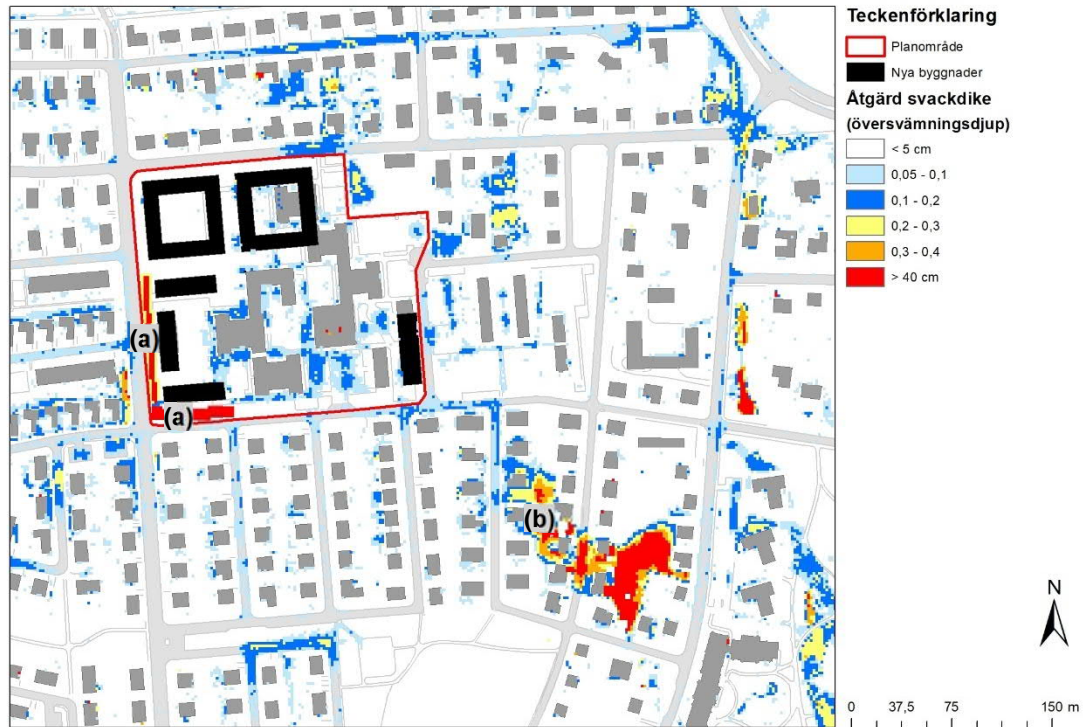 Teckenförklaring
Planområde
Nya byggnader
Åtgärd svackdike
(översvämningsdjup)
< 5 cm
0,05 - 0,1
0,1 - 0,2
0,2 - 0,3
0,3 - 0,4
> 40 cm
(a)
(a)
(b)
N
0 37,5 75 150 m